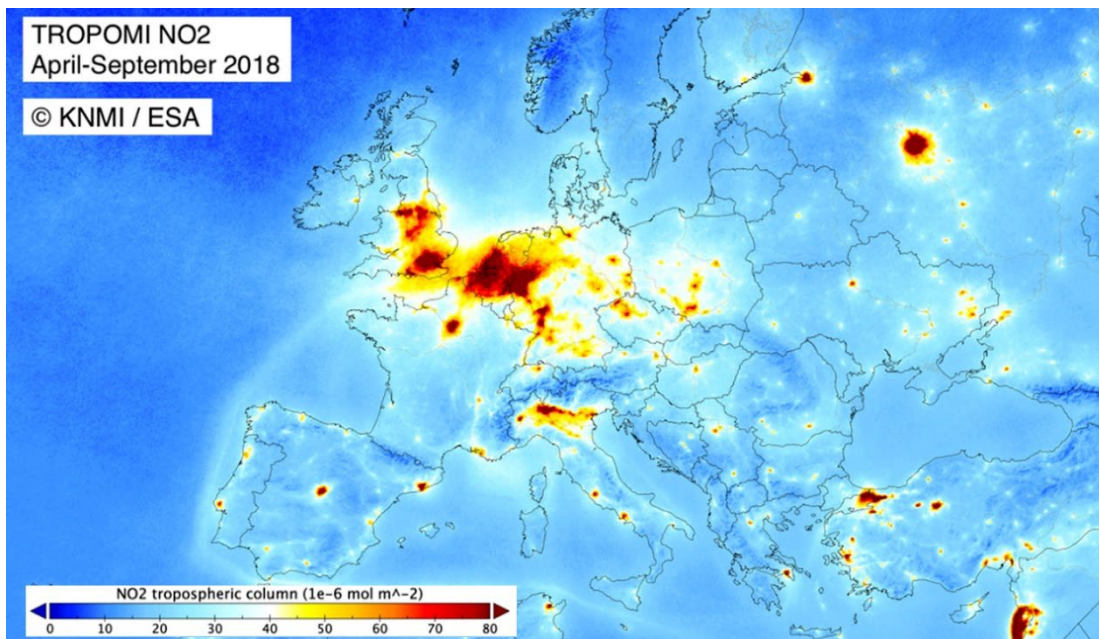 TROPOMI NO2
April-September 2018
© KNMI / ESA
NO2 tropospheric column (1e-6 mol m^-2)
0 10 20 30 40 50 60 70 80